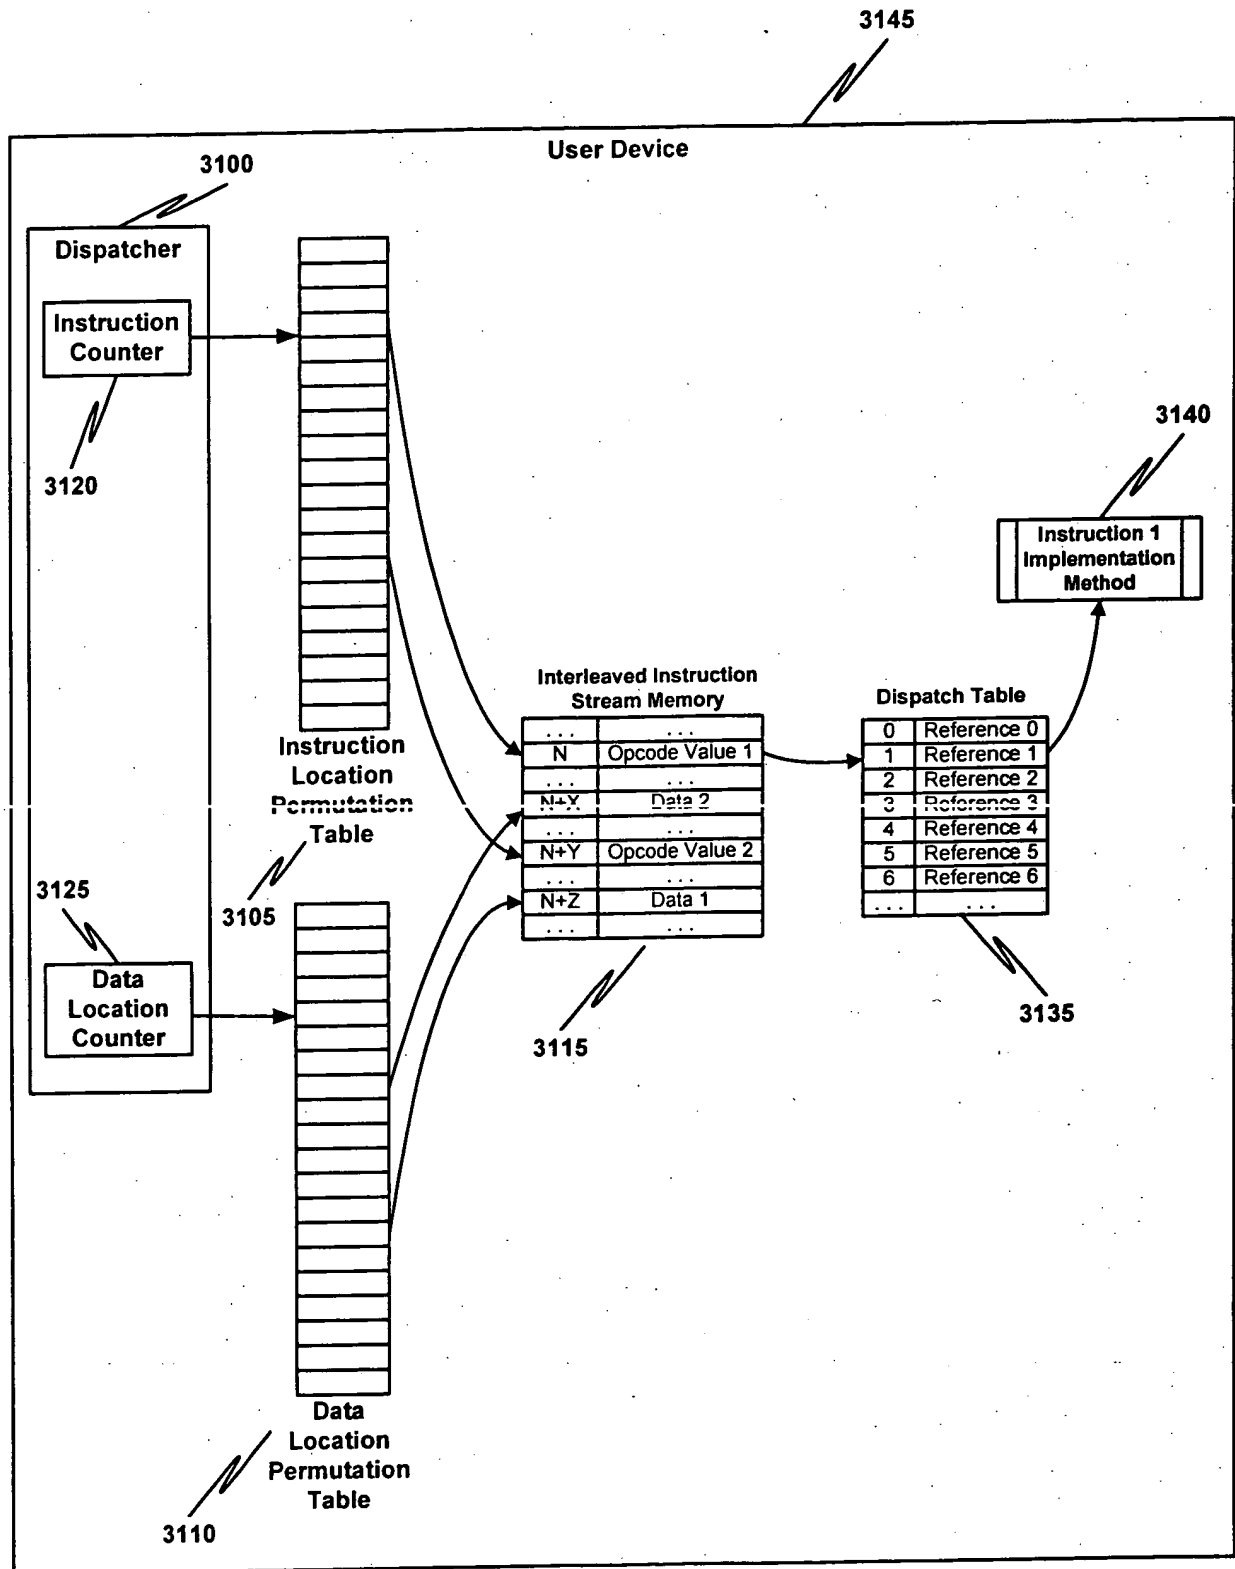 3145
User Device
3100
Dispatcher
Instruction
Counter
3120
Instruction
Location
Permutation
Table
3105
3125
Data
Location
Counter
Data
Location
Permutation
Table
3110
Interleaved Instruction
Stream Memory
. . . . . .
N Opcode Value 1
. . . . . .
N+X Data 2
. . . . . .
N+Y Opcode Value 2
. . . . . .
N+Z Data 1
. . . . . .
3115
Dispatch Table
0 Reference 0
1 Reference 1
2 Reference 2
3 Reference 3
4 Reference 4
5 Reference 5
6 Reference 6
. . . . . .
3135
3140
Instruction 1
Implementation
Method